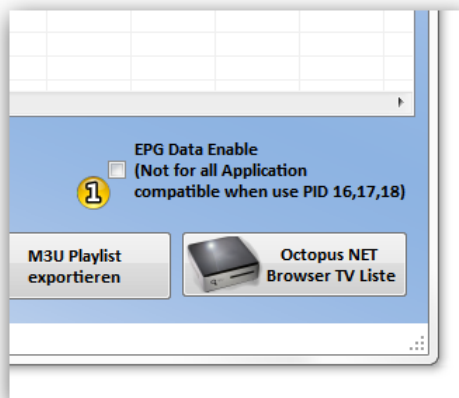 EPG Data Enable
(Not for all Application
compatible when use PID 16,17,18)
1
M3U Playlist
exportieren
Octopus NET
Browser TV Liste